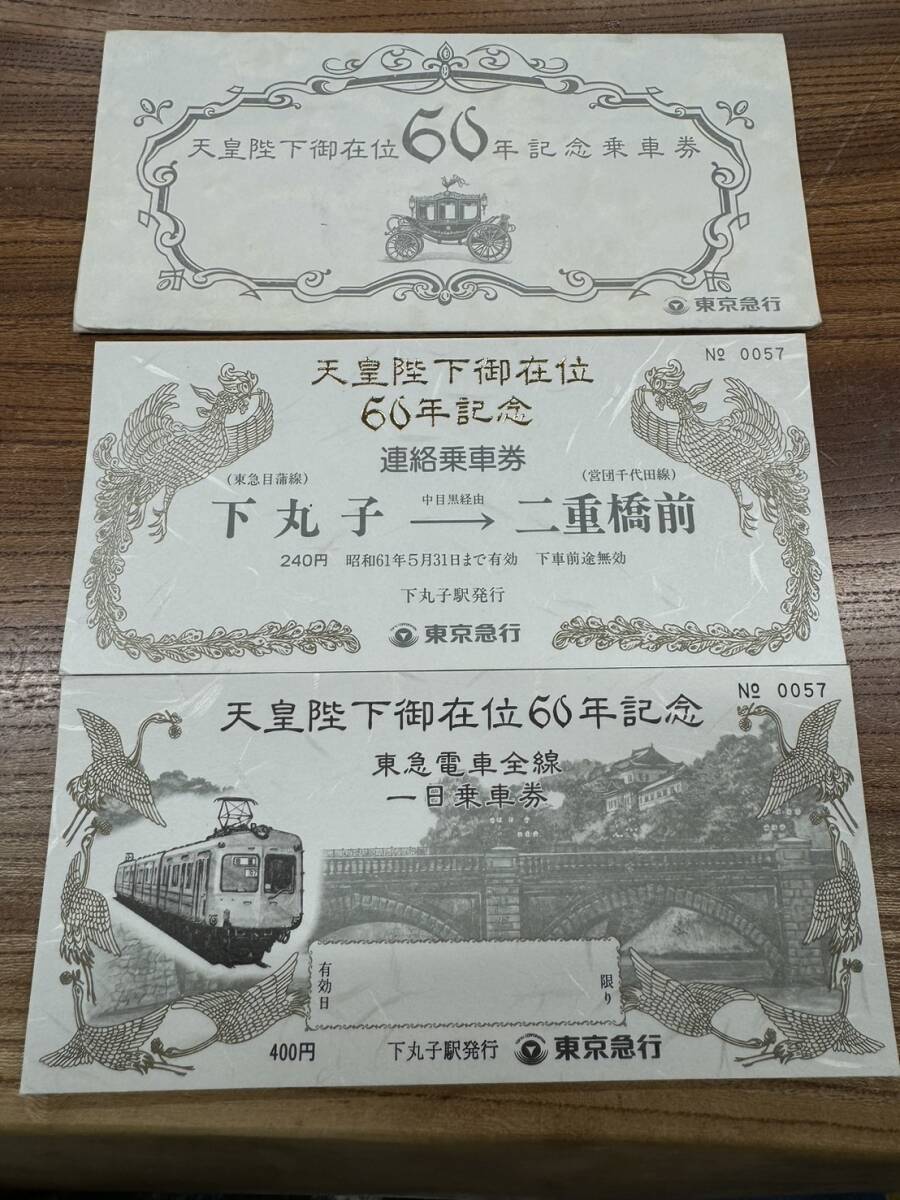 天皇陛下御在位60年記念乗車券
東京急行
№ 0057
天皇陛下御在位
60年記念
連絡乗車券
(東急目蒲線)
(営団千代田線)
下丸子
中目黒経由
二重橋前
240円 昭和61年5月31日まで有効 下車前途無効
下丸子駅発行
東京急行
№ 0057
天皇陛下御在位60年記念
東急電車全線
一日乗車券
有効日
限り
400円 下丸子駅発行 東京急行